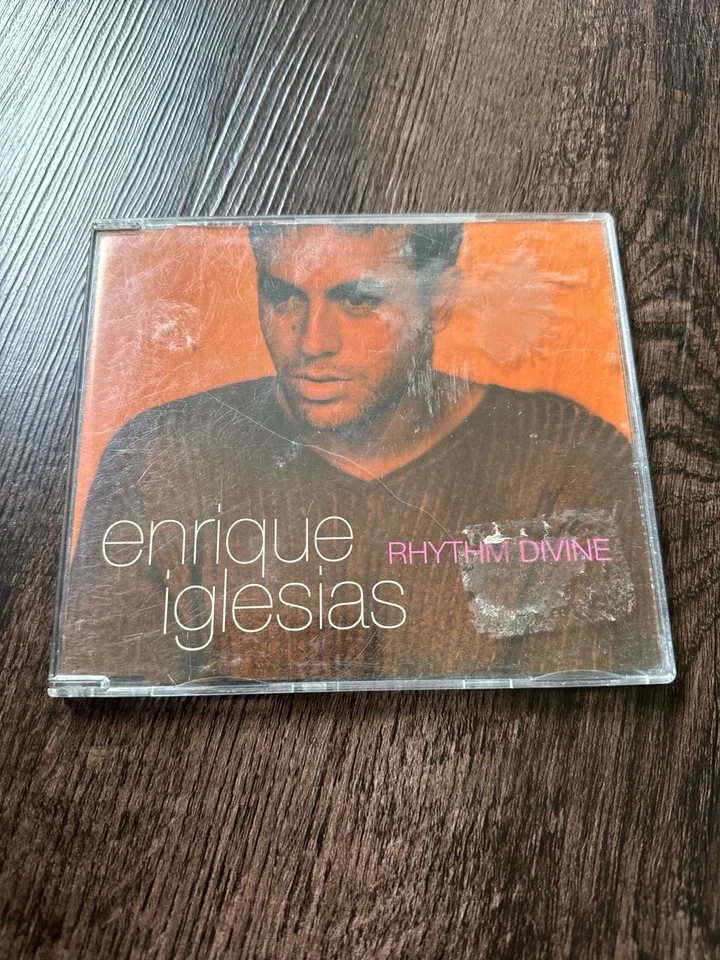 enrique
iglesias
RHYTHM DIVINE